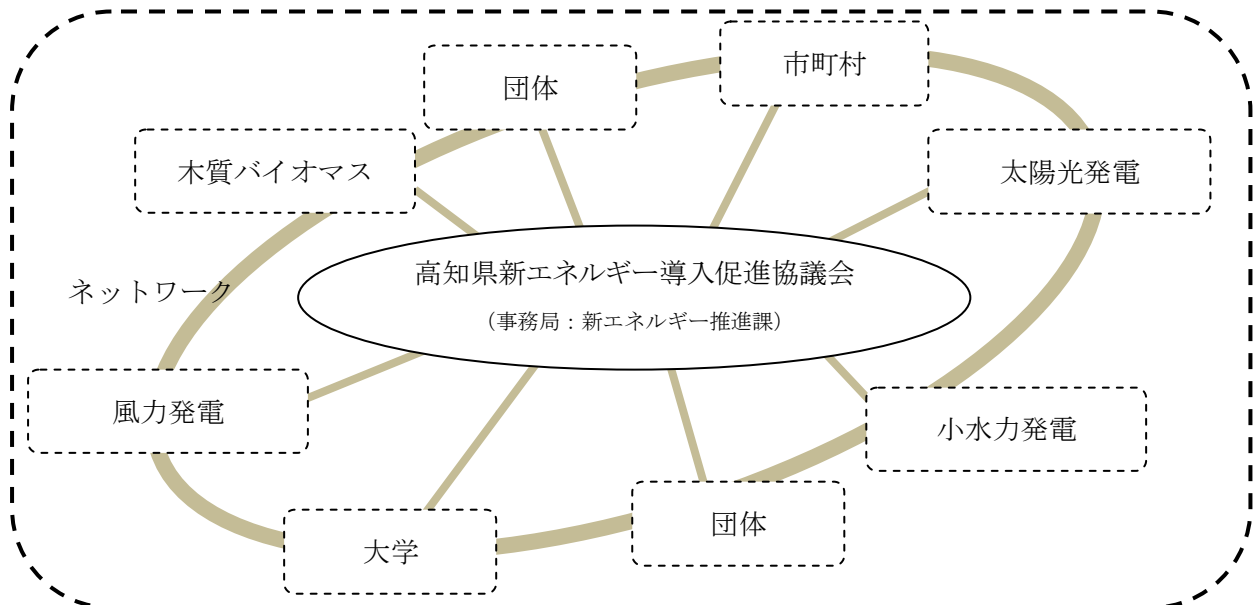 市町村
団体
木質バイオマス
太陽光発電
高知県新エネルギー導入促進協議会
（事務局：新エネルギー推進課）
ネットワーク
風力発電
小水力発電
団体
大学